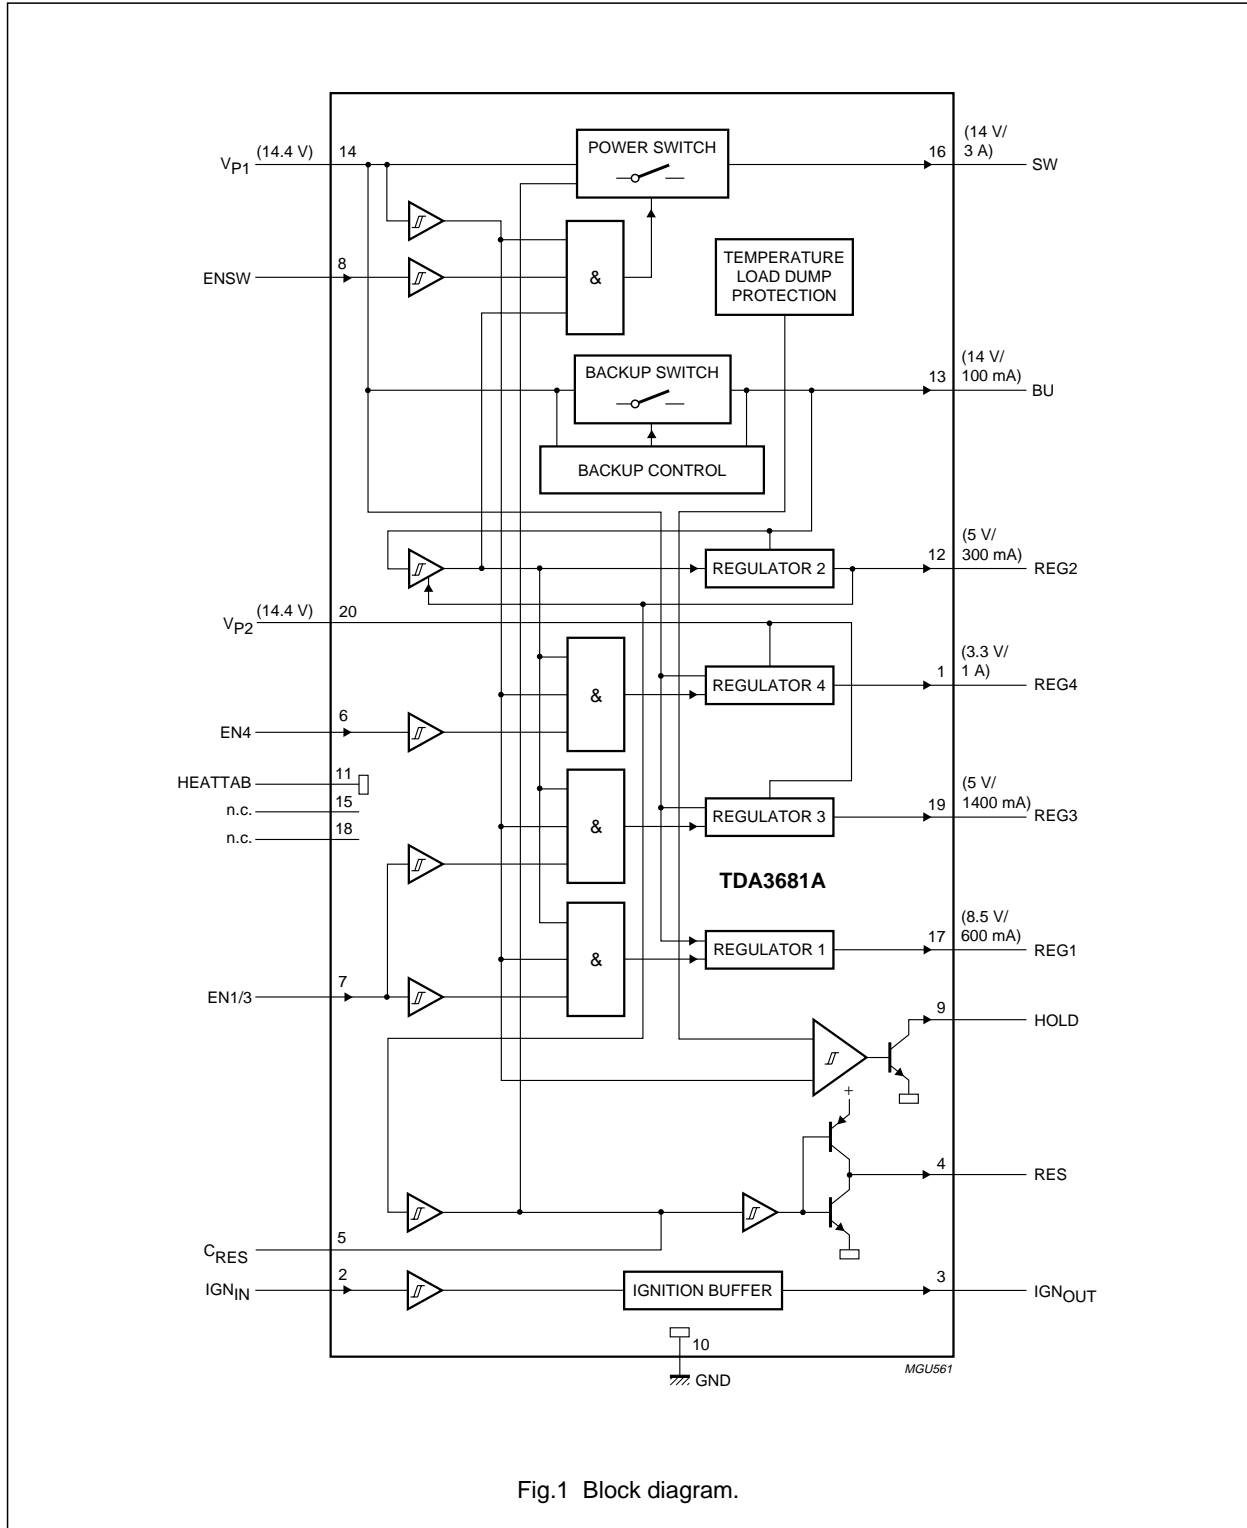 POWER SWITCH
(14.4 V)
14
VP1
16
(14 V/
3 A)
SW
TEMPERATURE
LOAD DUMP
PROTECTION
8
ENSW
&
BACKUP SWITCH
(14 V/
100 mA)
13
BU
BACKUP CONTROL
(5 V/
300 mA)
REGULATOR 2
12
REG2
(14.4 V)
20
VP2
(3.3 V/
1 A)
REGULATOR 4
1
REG4
&
6
EN4
HEATTAB
11
n.c.
15
n.c.
18
(5 V/
1400 mA)
REGULATOR 3
19
REG3
&
TDA3681A
(8.5 V/
600 mA)
REGULATOR 1
17
REG1
&
7
EN1/3
9
HOLD
+
4
RES
5
CRES
2
IGNIN
IGNITION BUFFER
3
IGNOUT
10
GND
MGU561
Fig.1 Block diagram.